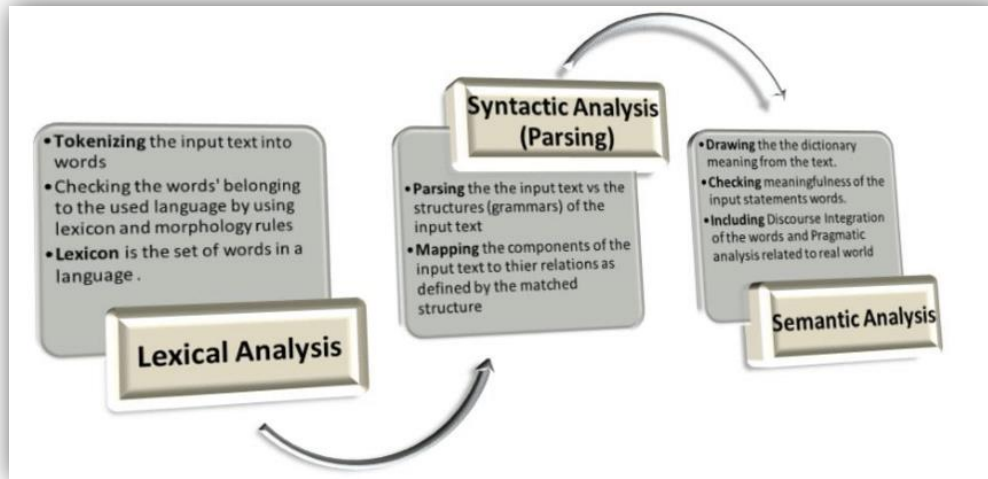 •Tokenizing the input text into
words
•Checking the words' belonging
to the used language by using
lexicon and morphology rules
•Lexicon is the set of words in a
language .
Lexical Analysis
Syntactic Analysis
(Parsing)
•Parsing the the input text vs the
structures (grammars) of the
input text
•Mapping the components of the
input text to thier relations as
defined by the matched
structure
•Drawing the the dictionary
meaning from the text.
•Checking meaningfulness of the
input statements words.
•Including Discourse Integration
of the words and Pragmatic
analysis related to real world
Semantic Analysis